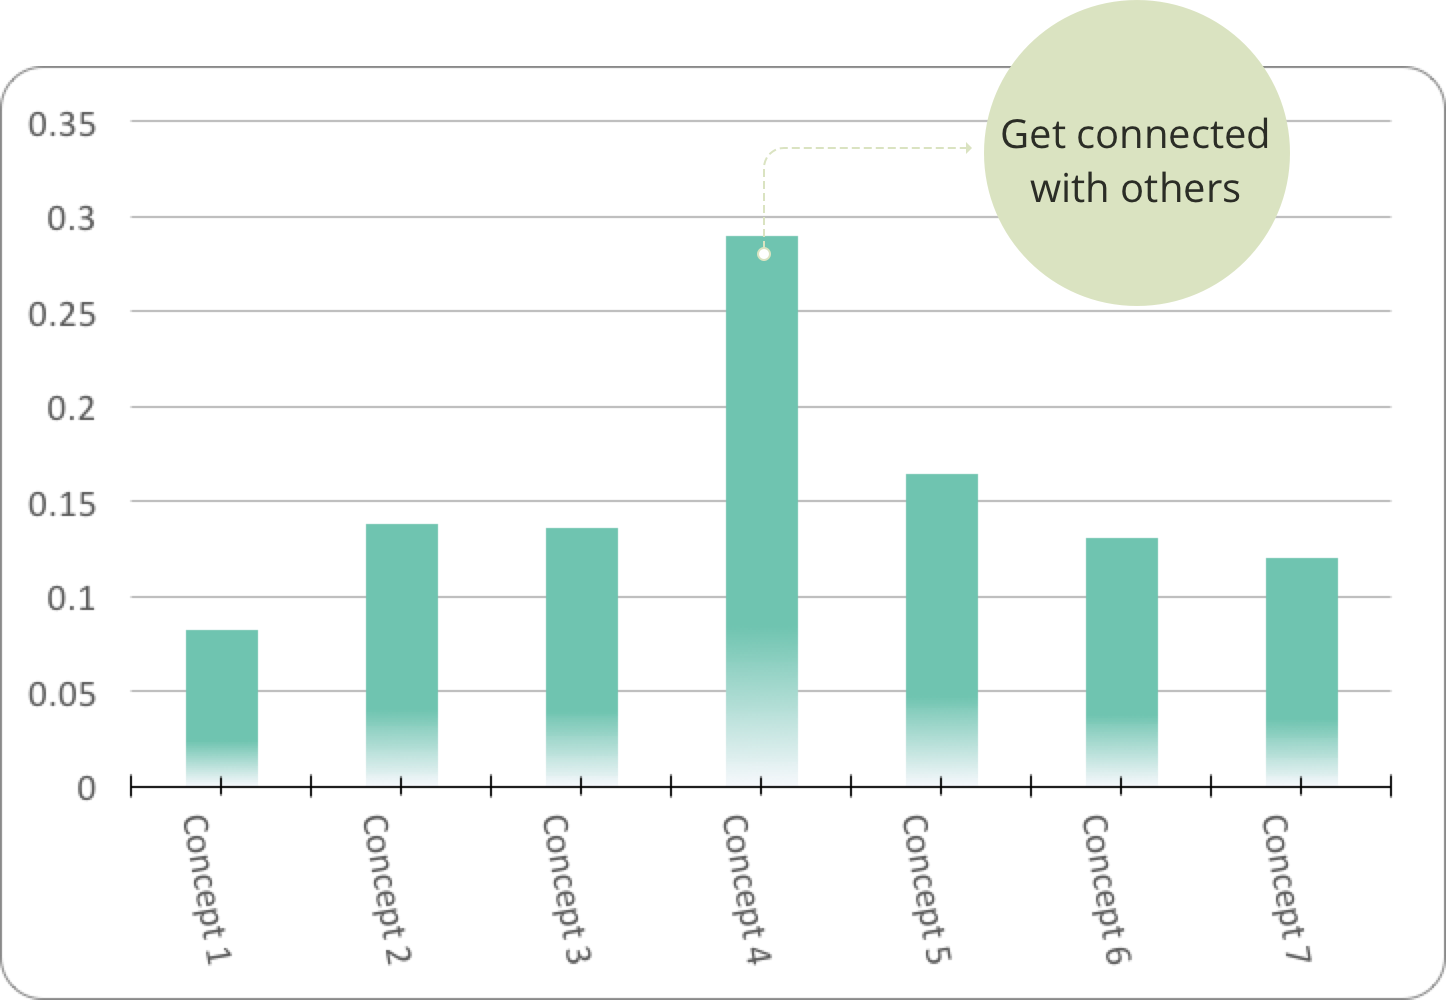 Get connected
with others
0.35
0.3
0.25
0.2
0.15
0.1
0.05
0
Concept 1
Concept 2
Concept 3
Concept 4
Concept 5
Concept 6
Concept 7